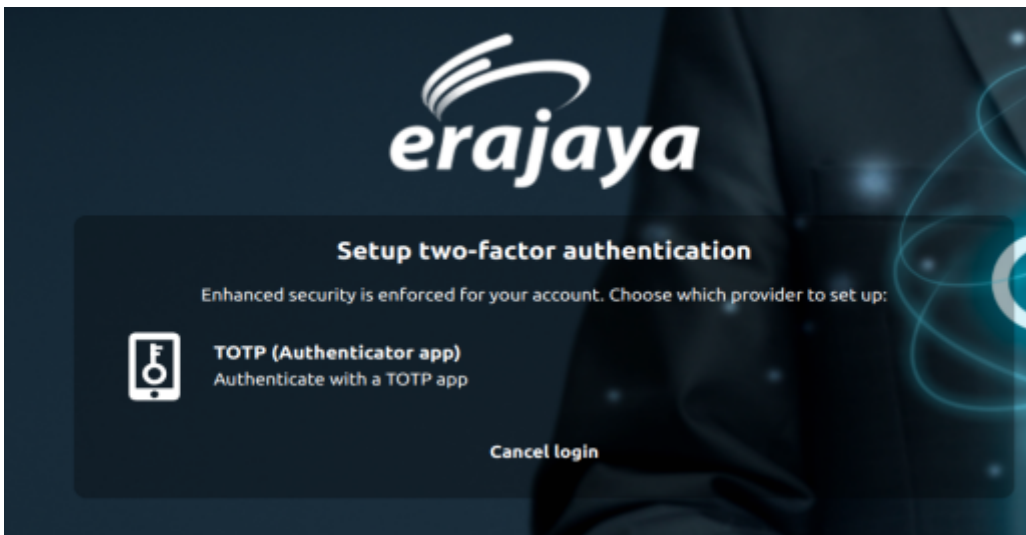 erajaya
Setup two-factor authentication
Enhanced security is enforced for your account. Choose which provider to set up:
TOTP (Authenticator app)
Authenticate with a TOTP app
Cancel login